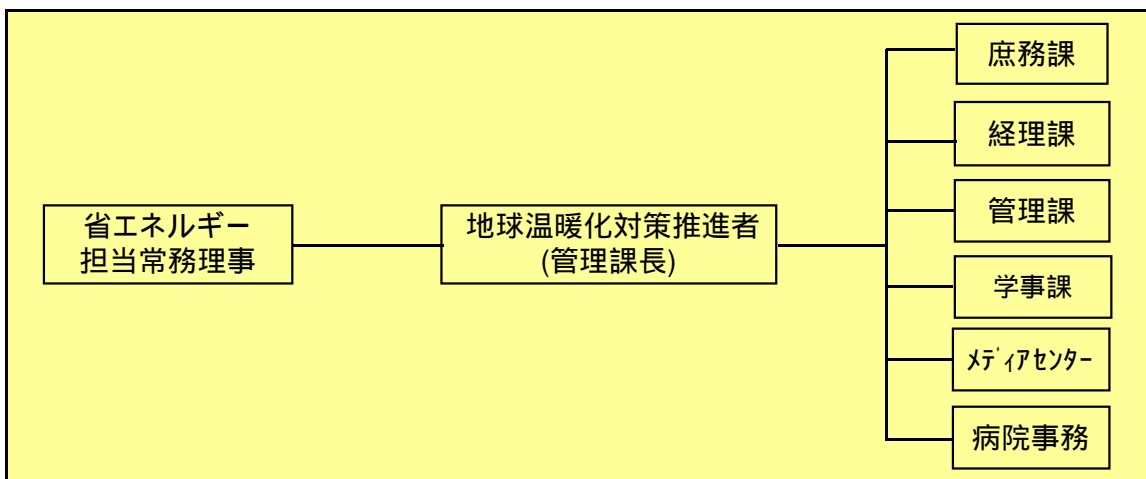 省エネルギー
担当常務理事
地球温暖化対策推進者
(管理課長)
庶務課
経理課
管理課
学事課
ﾒﾃﾞｨｱｾﾝﾀｰ
病院事務